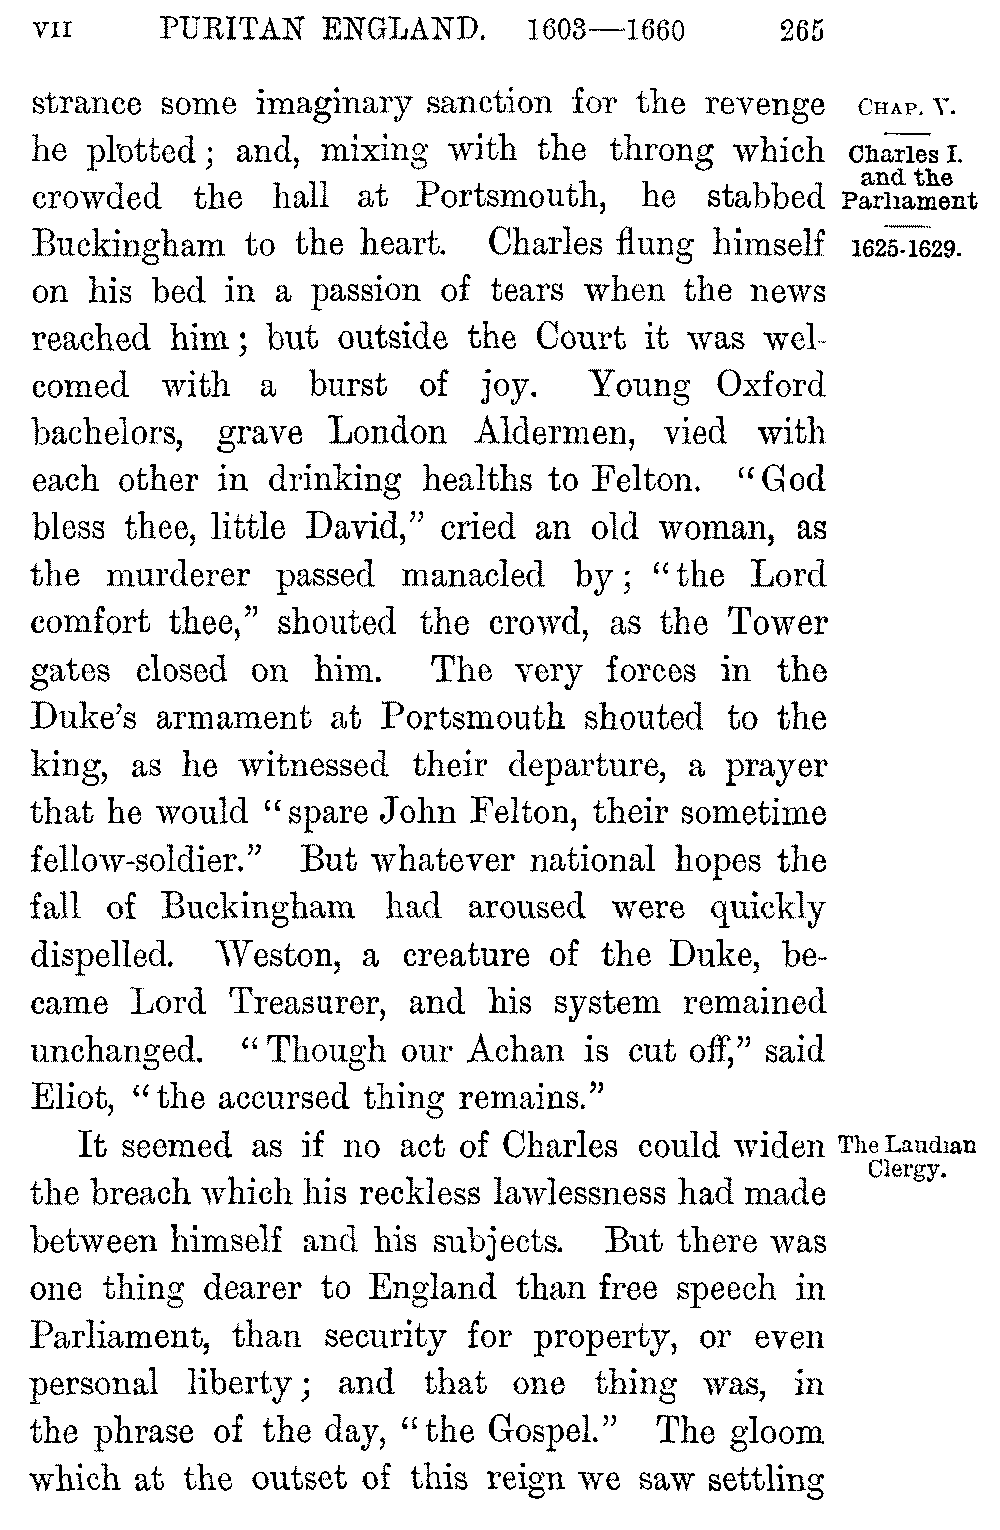 VII PURITAN ENGLAND. 1603—1660 265
strance some imaginary sanction for the revenge
he plotted; and, mixing with the throng which
crowded the hall at Portsmouth, he stabbed
Buckingham to the heart. Charles flung himself
on his bed in a passion of tears when the news
reached him; but outside the Court it was wel-
comed with a burst of joy. Young Oxford
bachelors, grave London Aldermen, vied with
each other in drinking healths to Felton. "God
bless thee, little David," cried an old woman, as
the murderer passed manacled by; "the Lord
comfort thee," shouted the crowd, as the Tower
gates closed on him. The very forces in the
Duke's armament at Portsmouth shouted to the
king, as he witnessed their departure, a prayer
that he would "spare John Felton, their sometime
fellow-soldier." But whatever national hopes the
fall of Buckingham had aroused were quickly
dispelled. Weston, a creature of the Duke, be-
came Lord Treasurer, and his system remained
unchanged. "Though our Achan is cut off," said
Eliot, "the accursed thing remains."
It seemed as if no act of Charles could widen
the breach which his reckless lawlessness had made
between himself and his subjects. But there was
one thing dearer to England than free speech in
Parliament, than security for property, or even
personal liberty; and that one thing was, in
the phrase of the day, "the Gospel." The gloom
which at the outset of this reign we saw settling
CHAP. V.
Charles I.
and the
Parliament
1625-1629.
The Laudian
Clergy.